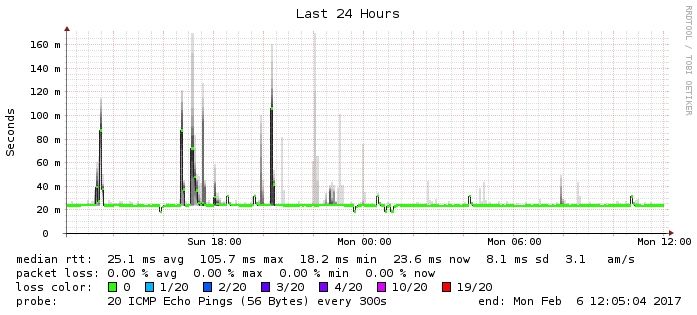 Last 24 Hours
RRDTOOL / TOBI OETIKER
Seconds
160 m
140 m
120 m
100 m
80 m
60 m
40 m
20 m
0
Sun 18:00 Mon 00:00 Mon 06:00 Mon 12:00
median rtt: 25.1 ms avg 105.7 ms max 18.2 ms min 23.6 ms now 8.1 ms sd 3.1 am/s
packet loss: 0.00 % avg 0.00 % max 0.00 % min 0.00 % now
loss color: 0 1/20 2/20 3/20 4/20 10/20 19/20
probe: 20 ICMP Echo Pings (56 Bytes) every 300s end: Mon Feb 6 12:05:04 2017